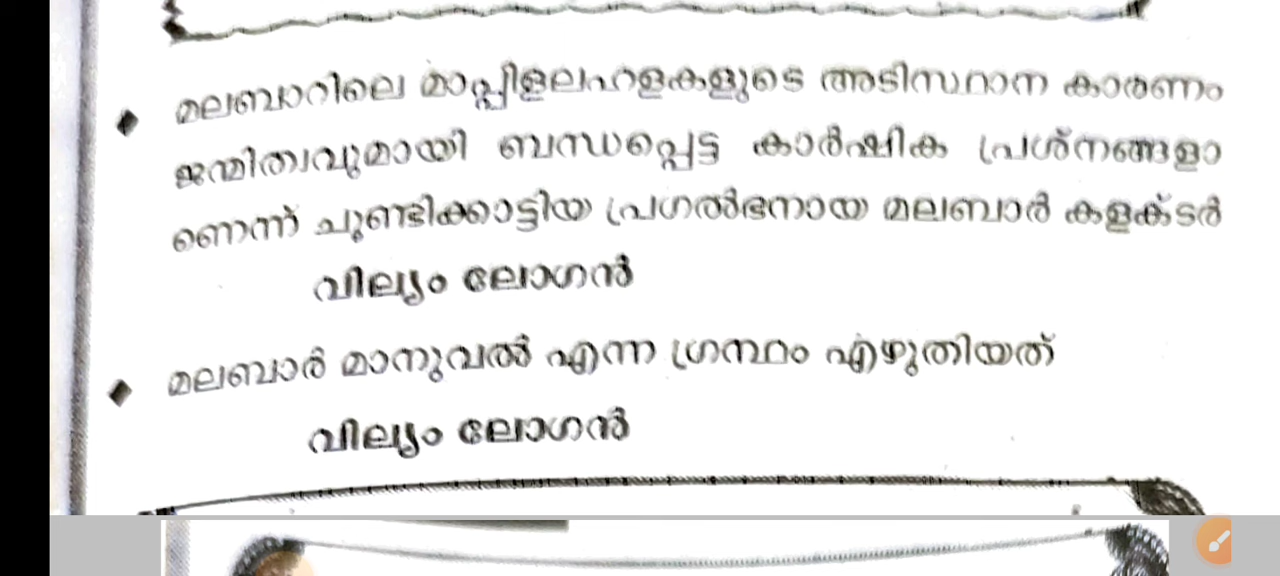 മലബാറിലെ മാപ്പിളലഹളകളുടെ അടിസ്ഥാന കാരണം
ജന്മിത്വവുമായി ബന്ധപ്പെട്ട കാർഷിക പ്രശ്നങ്ങളാ
ണെന്ന് ചൂണ്ടിക്കാട്ടിയ പ്രഗൽഭനായ മലബാർ കളക്ടർ
വില്യം ലോഗൻ
മലബാർ മാനുവൽ എന്ന ഗ്രന്ഥം എഴുതിയത്
വില്യം ലോഗൻ